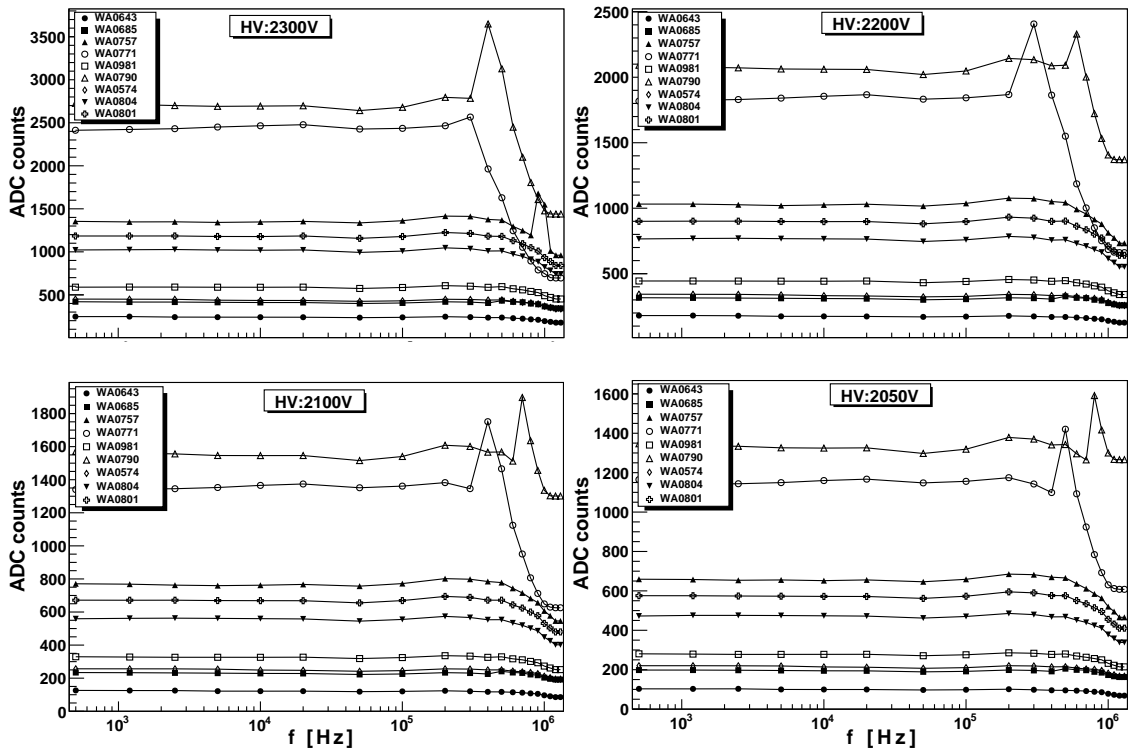 HV:2300V
WA0643
WA0685
WA0757
WA0771
WA0981
WA0790
WA0574
WA0804
WA0801
ADC counts
3500
3000
2500
2000
1500
1000
500
HV:2200V
WA0643
WA0685
WA0757
WA0771
WA0981
WA0790
WA0574
WA0804
WA0801
ADC counts
2500
2000
1500
1000
500
HV:2100V
WA0643
WA0685
WA0757
WA0771
WA0981
WA0790
WA0574
WA0804
WA0801
ADC counts
1800
1600
1400
1200
1000
800
600
400
200
0
10³ 10⁴ 10⁵ 10⁶
f [Hz]
HV:2050V
WA0643
WA0685
WA0757
WA0771
WA0981
WA0790
WA0574
WA0804
WA0801
ADC counts
1600
1400
1200
1000
800
600
400
200
0
10³ 10⁴ 10⁵ 10⁶
f [Hz]